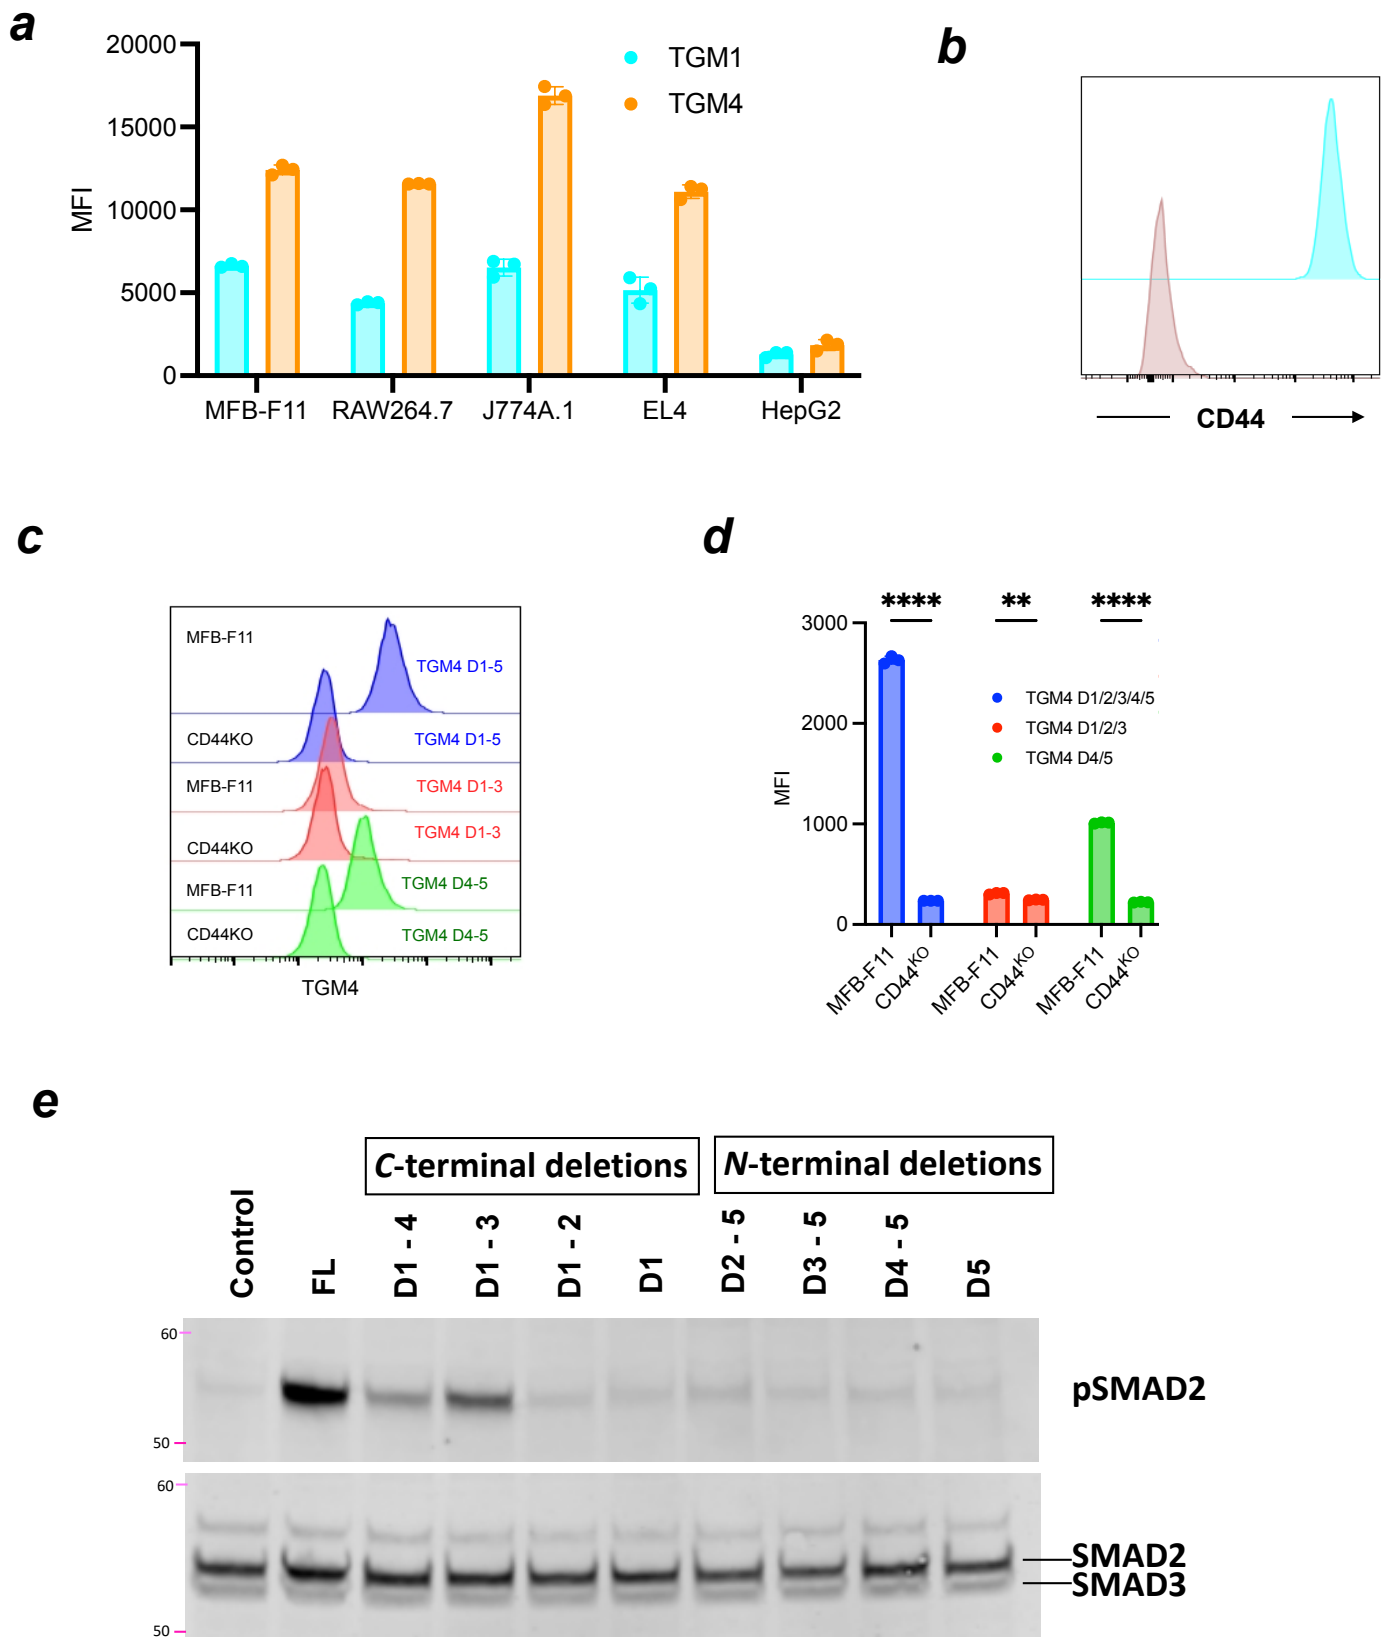 a
20000
15000
10000
5000
0
MFI
TGM1
TGM4
MFB-F11 RAW264.7 J774A.1 EL4 HepG2
b
CD44
c
MFB-F11
TGM4 D1-5
CD44KO
TGM4 D1-5
MFB-F11
TGM4 D1-3
CD44KO
TGM4 D1-3
MFB-F11
TGM4 D4-5
CD44KO
TGM4 D4-5
TGM4
d
**** ** ****
3000
2000
1000
0
MFI
TGM4 D1/2/3/4/5
TGM4 D1/2/3
TGM4 D4/5
MFB-F11 CD44KO MFB-F11 CD44KO MFB-F11 CD44KO
e
C-terminal deletions
N-terminal deletions
Control FL D1 - 4 D1 - 3 D1 - 2 D1 D2 - 5 D3 - 5 D4 - 5 D5
60
50
pSMAD2
60
50
SMAD2
SMAD3